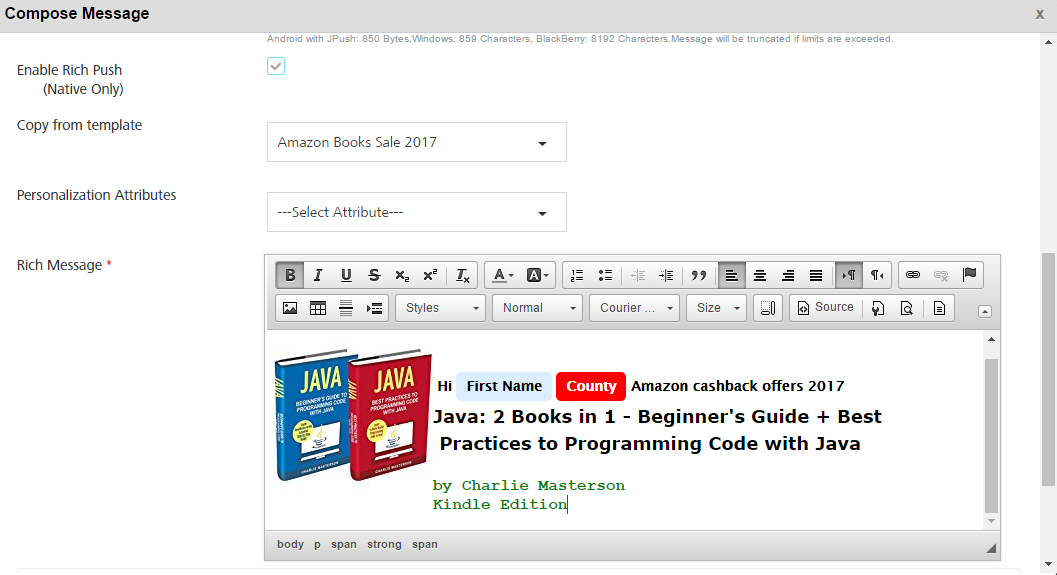 Compose Message
x
Android with JPush: 850 Bytes,Windows: 859 Characters, BlackBerry: 8192 Characters.Message will be truncated if limits are exceeded.
Enable Rich Push
(Native Only)
Copy from template
Amazon Books Sale 2017
Personalization Attributes
---Select Attribute---
Rich Message *
B I U S x₂ x² Tx A A
Styles Normal Courier ... Size Source
JAVA
BEGINNER'S GUIDE TO
PROGRAMMING CODE
WITH JAVA
CHARLIE MASTERSON
JAVA
BEST PRACTICES TO
PROGRAMMING CODE
WITH JAVA
CHARLIE MASTERSON
Hi First Name County Amazon cashback offers 2017
Java: 2 Books in 1 - Beginner's Guide + Best
Practices to Programming Code with Java
by Charlie Masterson
Kindle Edition
body p span strong span